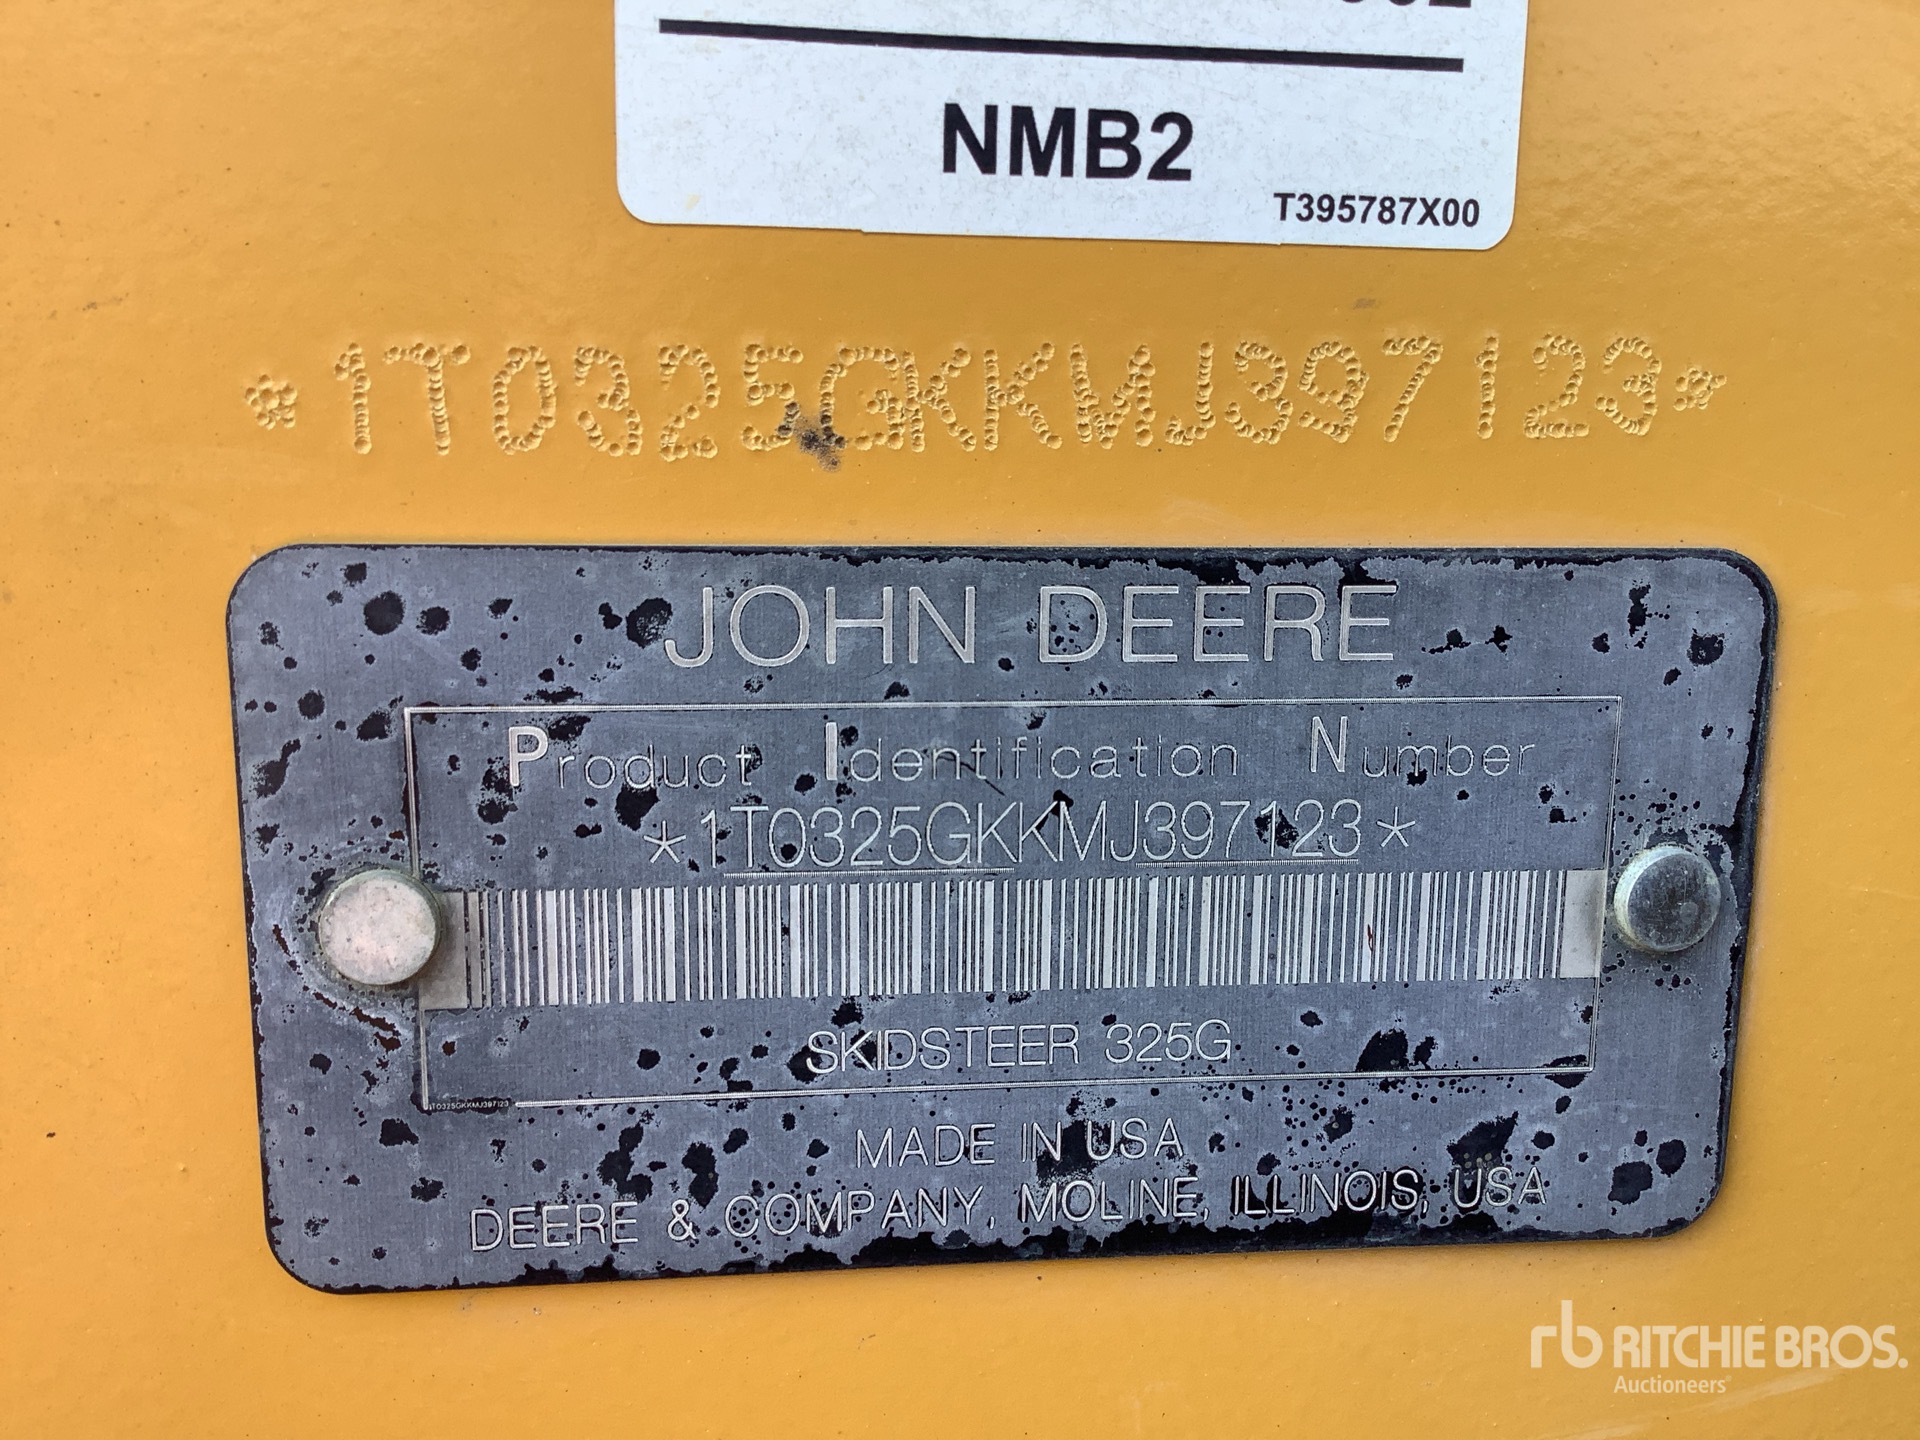 NMB2
T395787X00
*1T0325GKKMJ397123*
JOHN DEERE
Product Identification Number
*1T0325GKKMJ397123*
SKIDSTEER 325G
1T0325GKKMJ397123
MADE IN USA
DEERE & COMPANY, MOLINE, ILLINOIS, USA
rb RITCHIE BROS.
Auctioneers